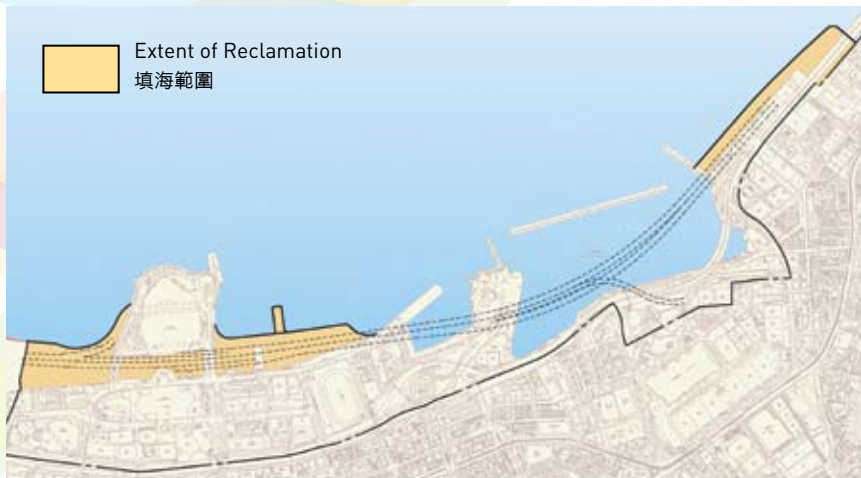 Extent of Reclamation
填海範圍